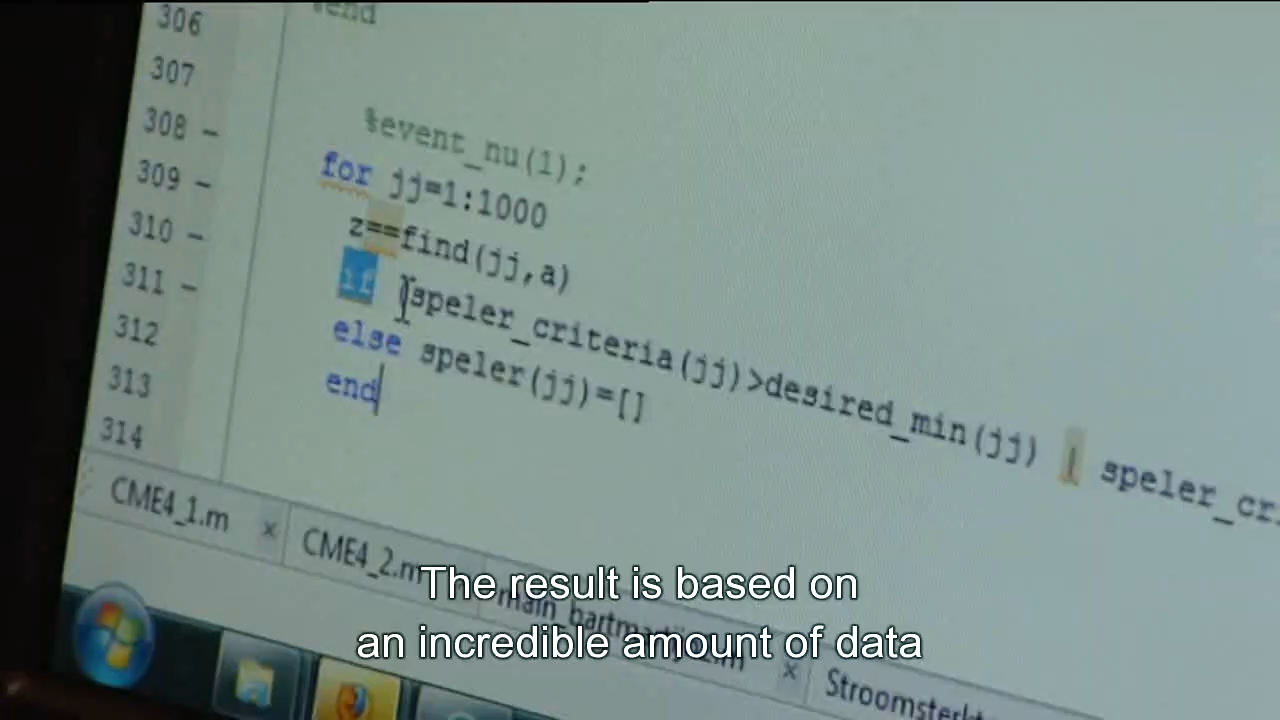 306
end
307
308 - %event_nu(1);
309 - for jj=1:1000
310 - z==find(jj,a)
311 - if (speler_criteria(jj)>desired_min(jj) | speler_cri
312 else speler(jj)=[]
313 end
314
CME4_1.m × CME4_2.m ×
Stroomsterkt
The result is based on
an incredible amount of data